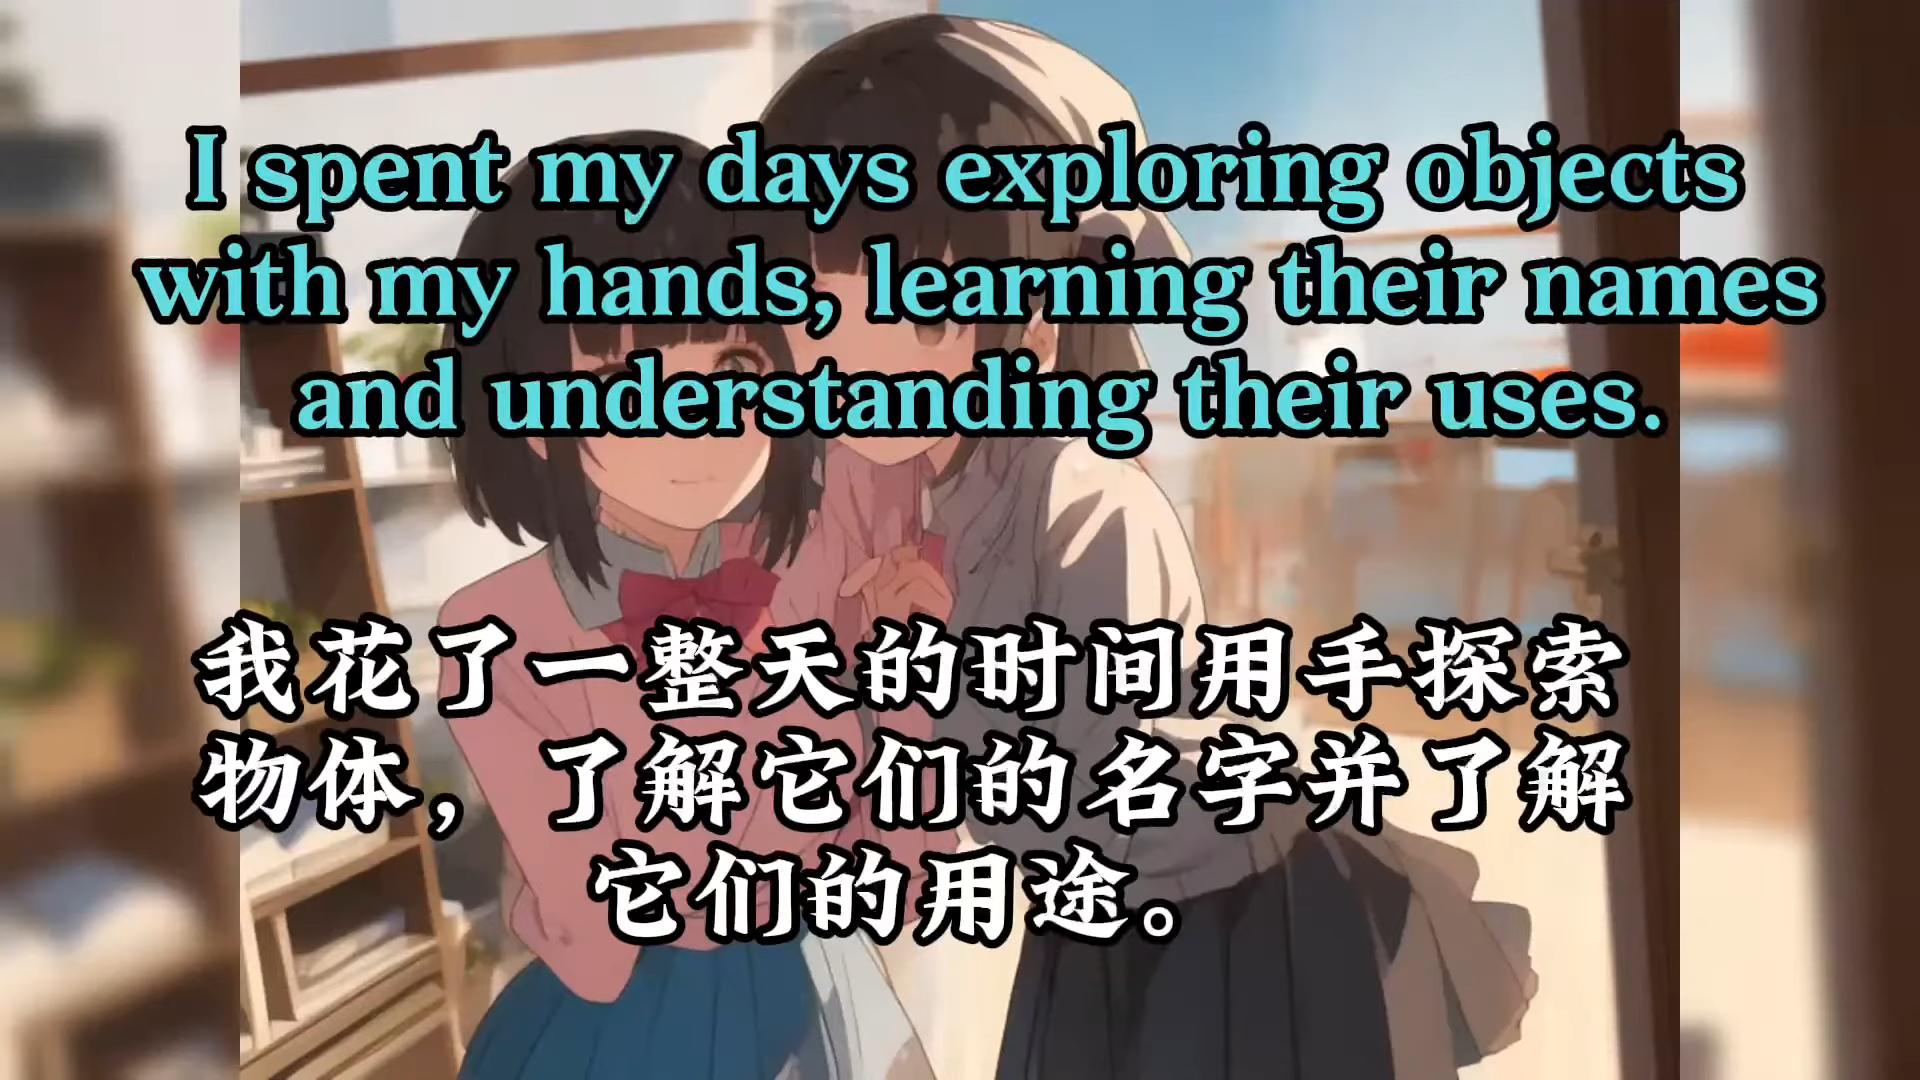 I spent my days exploring objects
with my hands, learning their names
and understanding their uses.
我花了一整天的时间用手探索
物体，了解它们的名字并了解
它们的用途。